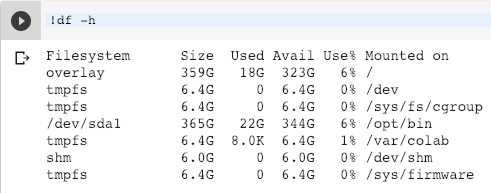 !df -h
Filesystem Size Used Avail Use% Mounted on
overlay 359G 18G 323G 6% /
tmpfs 6.4G 0 6.4G 0% /dev
tmpfs 6.4G 0 6.4G 0% /sys/fs/cgroup
/dev/sda1 365G 22G 344G 6% /opt/bin
tmpfs 6.4G 8.0K 6.4G 1% /var/colab
shm 6.0G 0 6.0G 0% /dev/shm
tmpfs 6.4G 0 6.4G 0% /sys/firmware